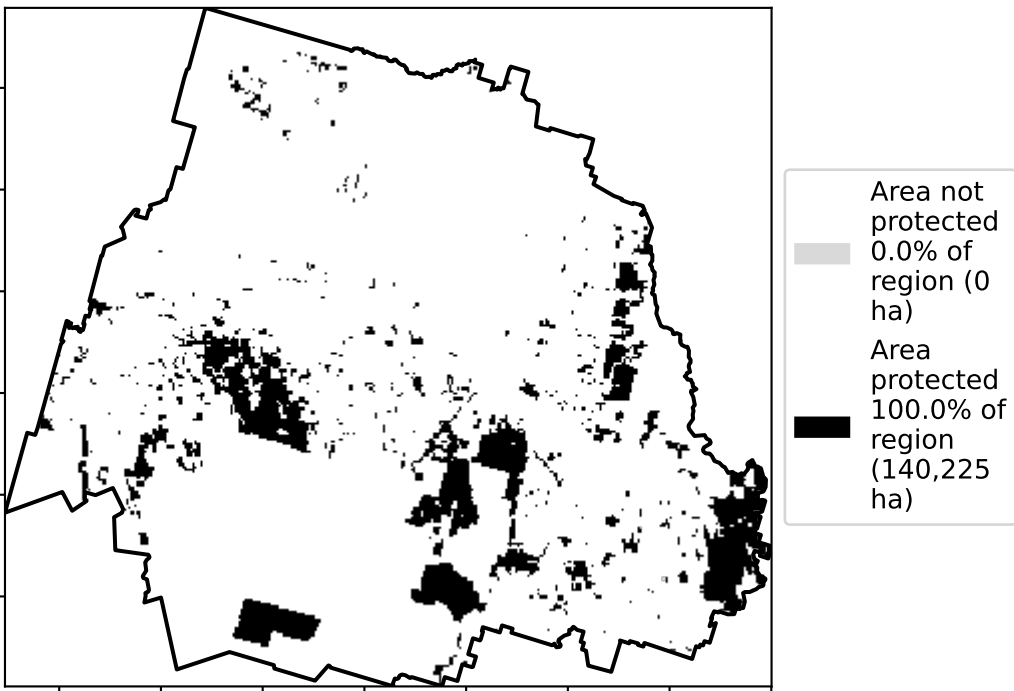 Area not
protected
0.0% of
region (0
ha)
Area
protected
100.0% of
region
(140,225
ha)